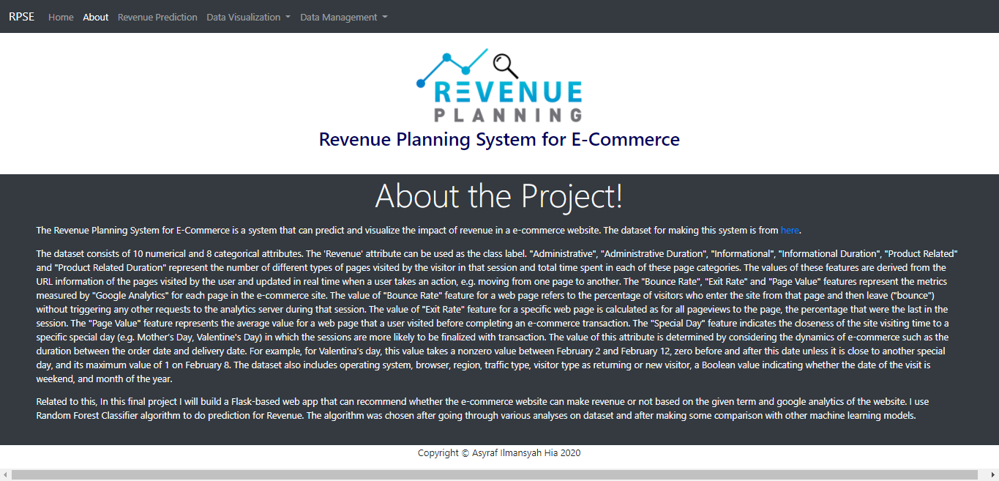 RPSE Home About Revenue Prediction Data Visualization Data Management
REVENUE
PLANNING
Revenue Planning System for E-Commerce
About the Project!
The Revenue Planning System for E-Commerce is a system that can predict and visualize the impact of revenue in a e-commerce website. The dataset for making this system is from here.
The dataset consists of 10 numerical and 8 categorical attributes. The 'Revenue' attribute can be used as the class label. "Administrative", "Administrative Duration", "Informational", "Informational Duration", "Product Related"
and "Product Related Duration" represent the number of different types of pages visited by the visitor in that session and total time spent in each of these page categories. The values of these features are derived from the
URL information of the pages visited by the user and updated in real time when a user takes an action, e.g. moving from one page to another. The "Bounce Rate", "Exit Rate" and "Page Value" features represent the metrics
measured by "Google Analytics" for each page in the e-commerce site. The value of "Bounce Rate" feature for a web page refers to the percentage of visitors who enter the site from that page and then leave ("bounce")
without triggering any other requests to the analytics server during that session. The value of "Exit Rate" feature for a specific web page is calculated as for all pageviews to the page, the percentage that were the last in the
session. The "Page Value" feature represents the average value for a web page that a user visited before completing an e-commerce transaction. The "Special Day" feature indicates the closeness of the site visiting time to a
specific special day (e.g. Mother's Day, Valentine's Day) in which the sessions are more likely to be finalized with transaction. The value of this attribute is determined by considering the dynamics of e-commerce such as the
duration between the order date and delivery date. For example, for Valentina's day, this value takes a nonzero value between February 2 and February 12, zero before and after this date unless it is close to another special
day, and its maximum value of 1 on February 8. The dataset also includes operating system, browser, region, traffic type, visitor type as returning or new visitor, a Boolean value indicating whether the date of the visit is
weekend, and month of the year.
Related to this, In this final project I will build a Flask-based web app that can recommend whether the e-commerce website can make revenue or not based on the given term and google analytics of the website. I use
Random Forest Classifier algorithm to do prediction for Revenue. The algorithm was chosen after going through various analyses on dataset and after making some comparison with other machine learning models.
Copyright © Asyraf Ilmansyah Hia 2020